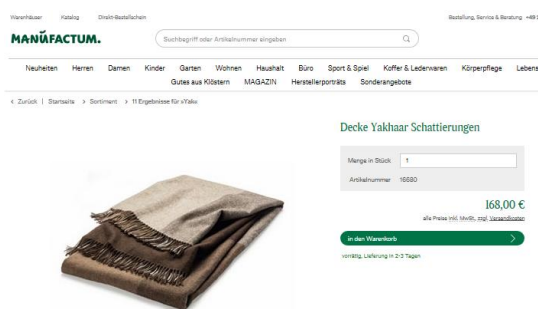 Warenhäuser Katalog Direkt-Bestellschein Bestellung, Service & Beratung +49
MANUFACTUM. Suchbegriff oder Artikelnummer eingeben
Neuheiten Herren Damen Kinder Garten Wohnen Haushalt Büro Sport & Spiel Koffer & Lederwaren Körperpflege Lebens
Gutes aus Klöstern MAGAZIN Herstellerporträts Sonderangebote
< Zurück | Startseite > Sortiment > 11 Ergebnisse für »Yak«
Decke Yakhaar Schattierungen
Menge in Stück 1
Artikelnummer 16680
168,00 €
alle Preise inkl. MwSt., zzgl. Versandkosten
in den Warenkorb
vorrätig, Lieferung in 2-3 Tagen